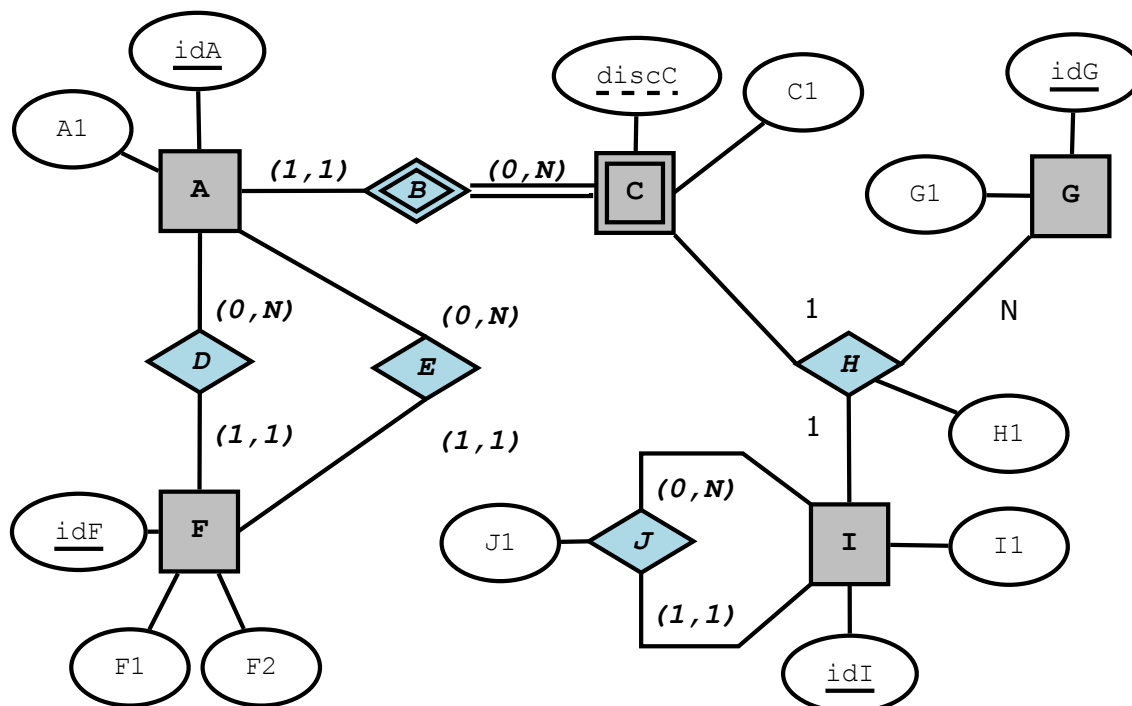 idA
discC
idG
C1
A1
(1,1)
(0,N)
A
B
C
G1
G
(0,N)
(0,N)
1
N
D
E
H
(1,1)
(1,1)
1
H1
(0,N)
idF
F
J1
J
I
I1
(1,1)
F1
F2
idI